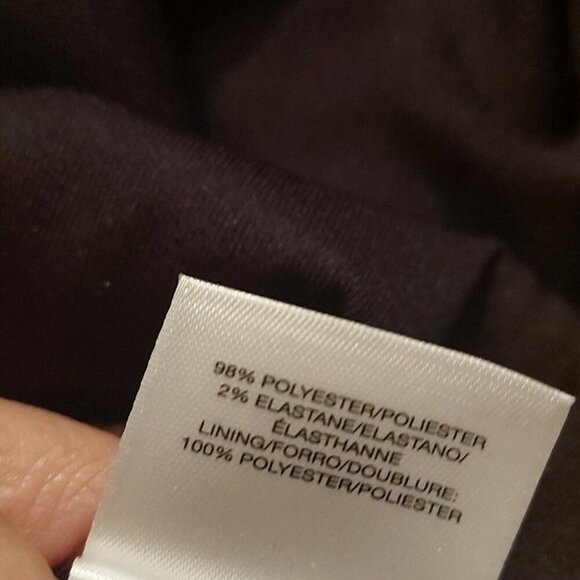 98% POLYESTER/POLIESTER
2% ELASTANE/ELASTANO/
ÉLASTHANNE
LINING/FORRO/DOUBLURE:
100% POLYESTER/POLIESTER